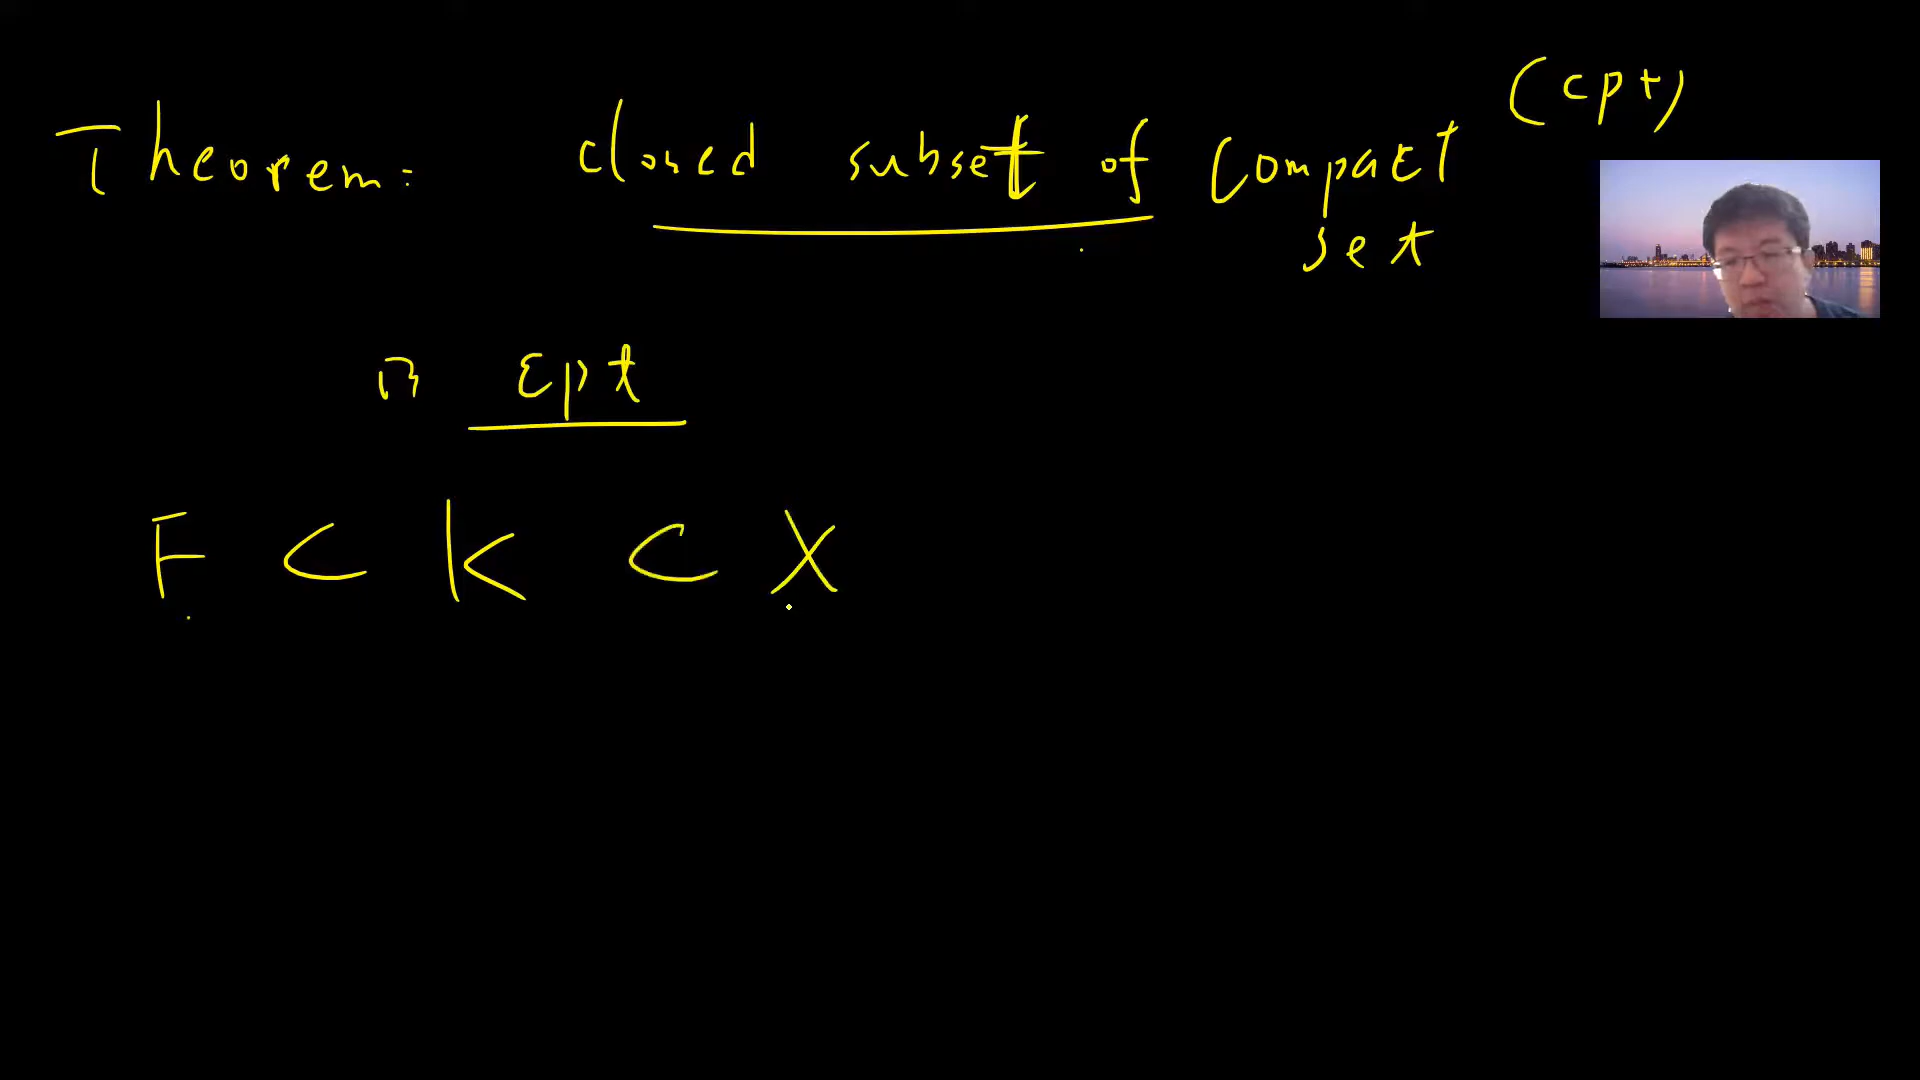 Theorem: closed subset of compact (cpt)
set
is cpt
F ⊂ K ⊂ X